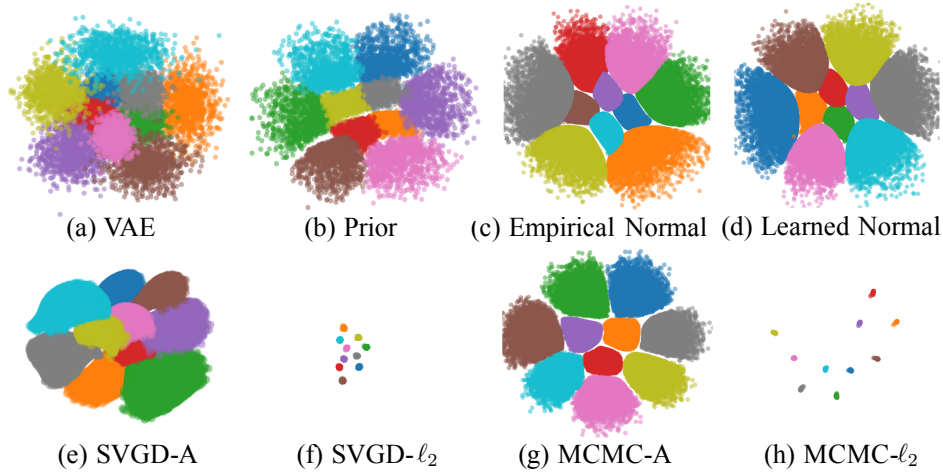 (a) VAE
(b) Prior
(c) Empirical Normal
(d) Learned Normal
(e) SVGD-A
(f) SVGD-ℓ₂
(g) MCMC-A
(h) MCMC-ℓ₂